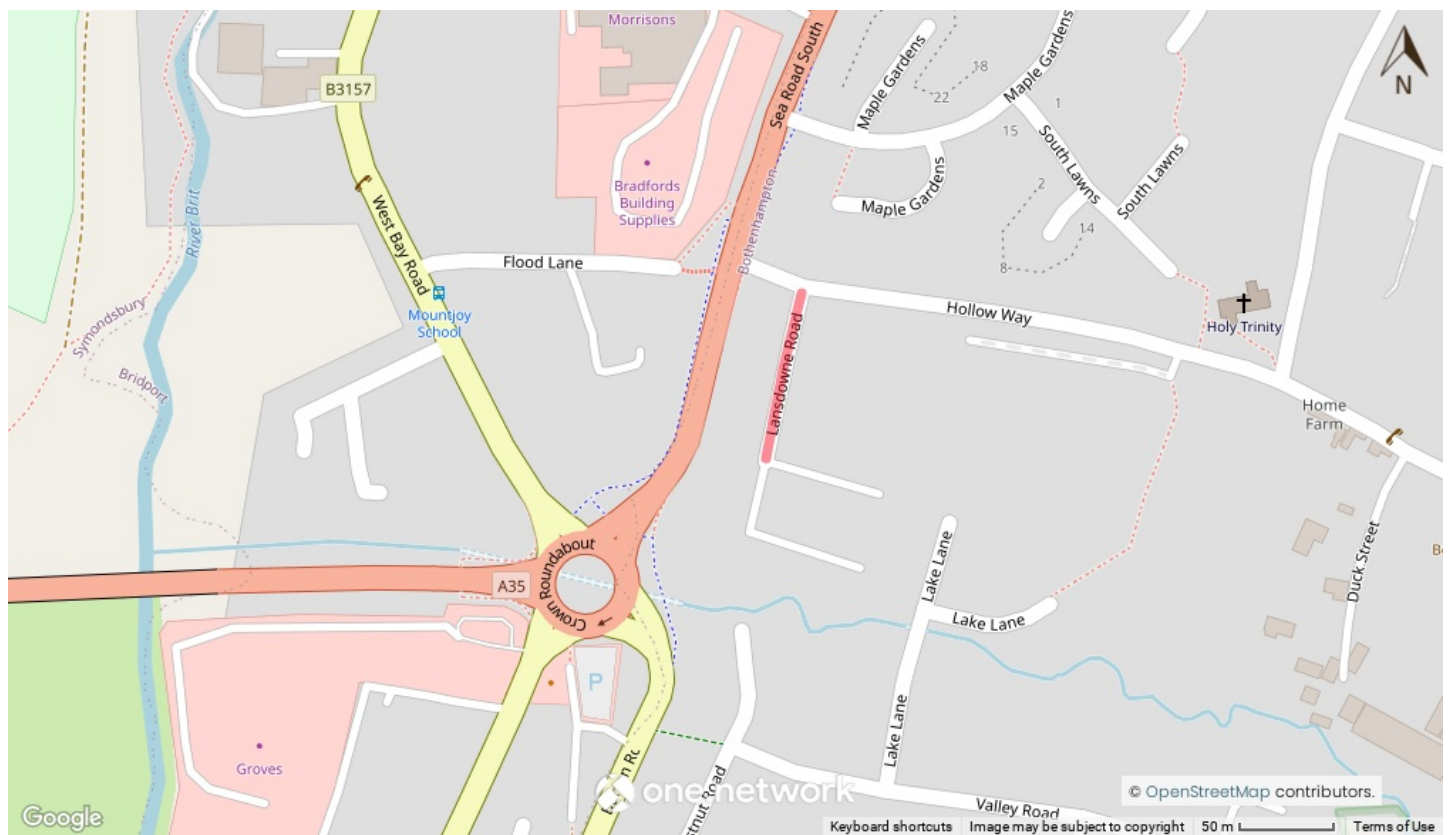 Morrisons
B3157
Sea Road South
Maple Gardens
Maple Gardens
18
22
1
15
South Lawns
South Lawns
Maple Gardens
2
14
8
Bradfords
Building
Supplies
River Brit
West Bay Road
Bothenhampton
Flood Lane
Mountjoy
School
Symondsbury
Bridport
Hollow Way
Holy Trinity
Lansdowne Road
Home
Farm
Duck Street
A35
Crown Roundabout
Lake Lane
Lake Lane
Lake Lane
P
Groves
Valley Road
one.network
N
© OpenStreetMap contributors.
Google
Keyboard shortcuts
Image may be subject to copyright
50 m
Terms of Use